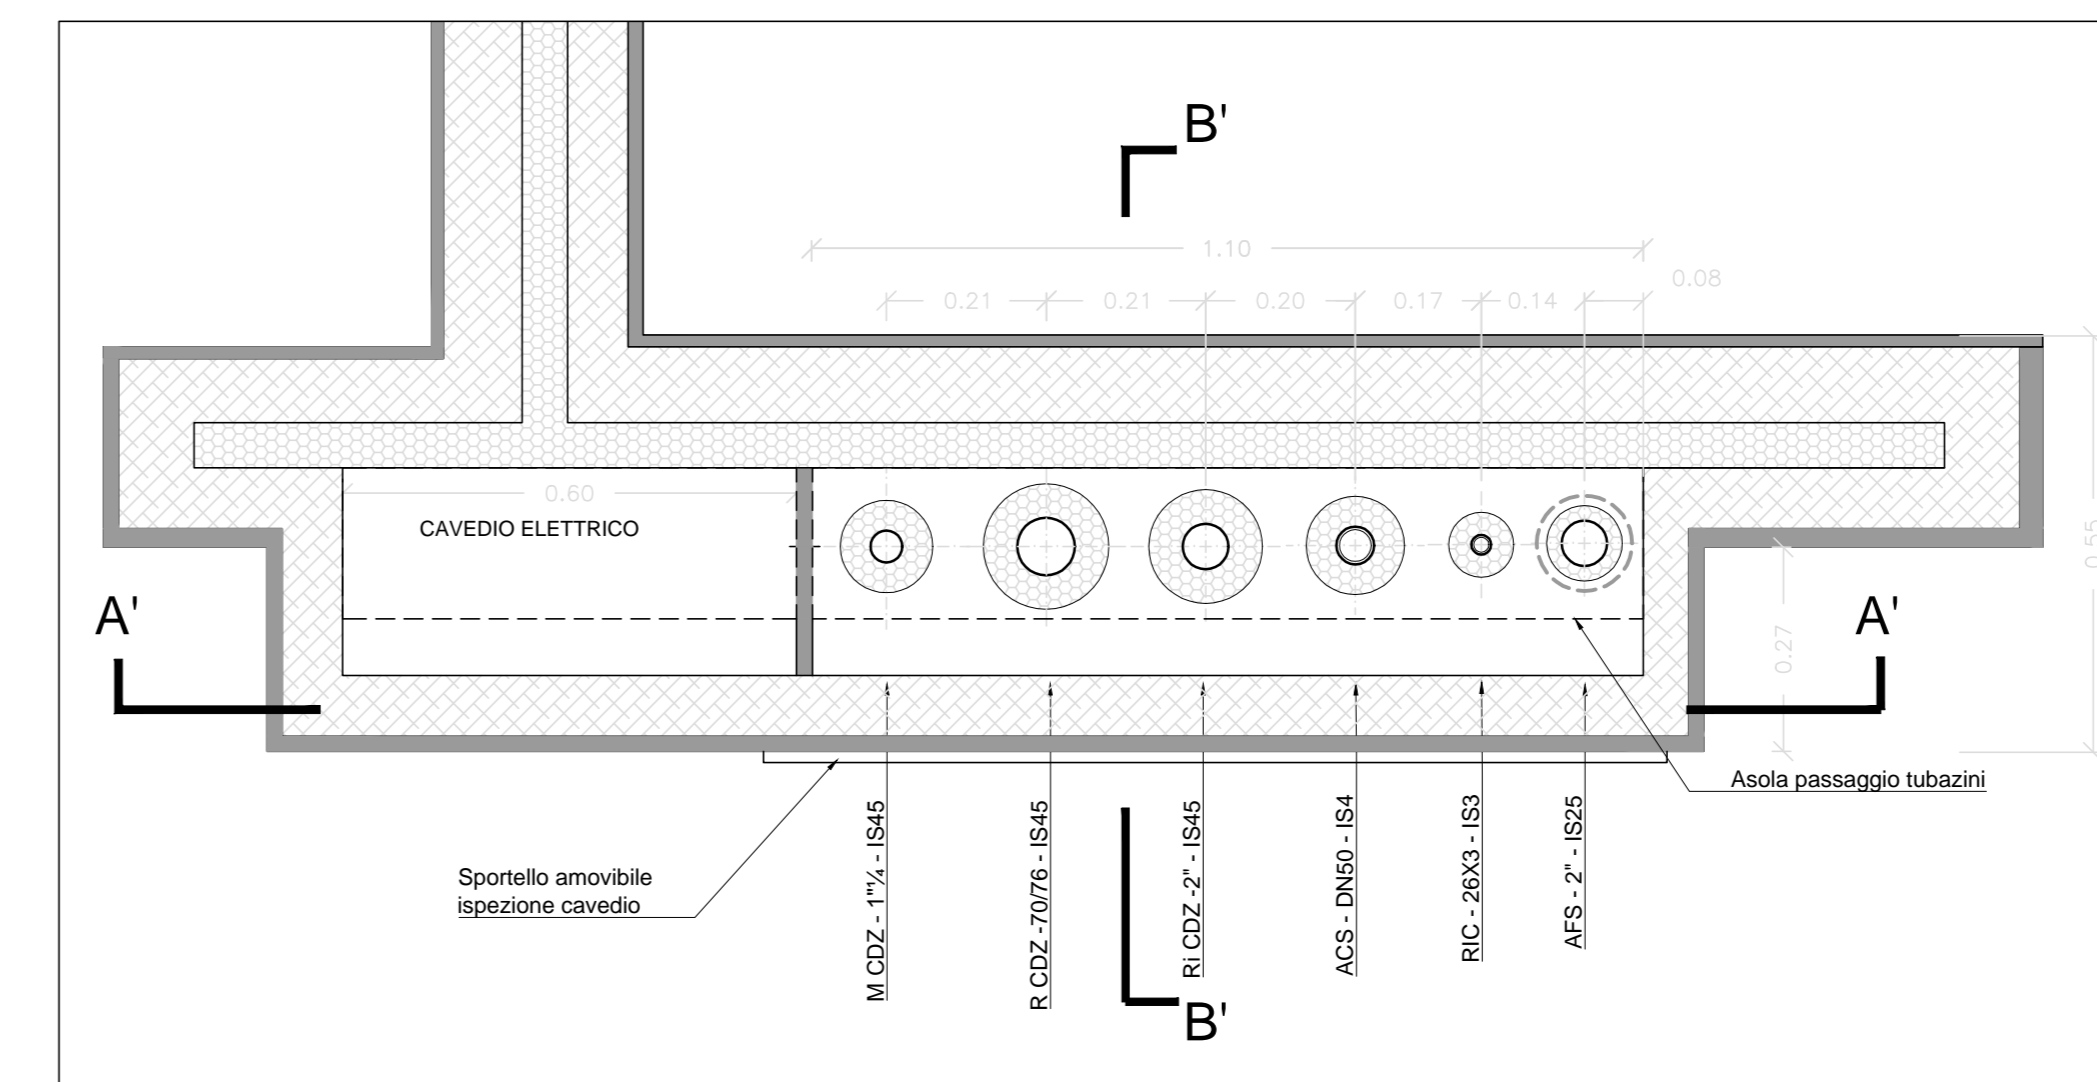 B'
1.10
0.08
0.21
0.21
0.20
0.17
0.14
0.60
CAVEDIO ELETTRICO
0.55
A'
A'
0.27
Asola passaggio tubazini
Sportello amovibile
ispezione cavedio
M CDZ - 1"¼ - IS45
R CDZ -70/76 - IS45
Ri CDZ -2" - IS45
ACS - DN50 - IS4
RIC - 26X3 - IS3
AFS - 2" - IS25
B'